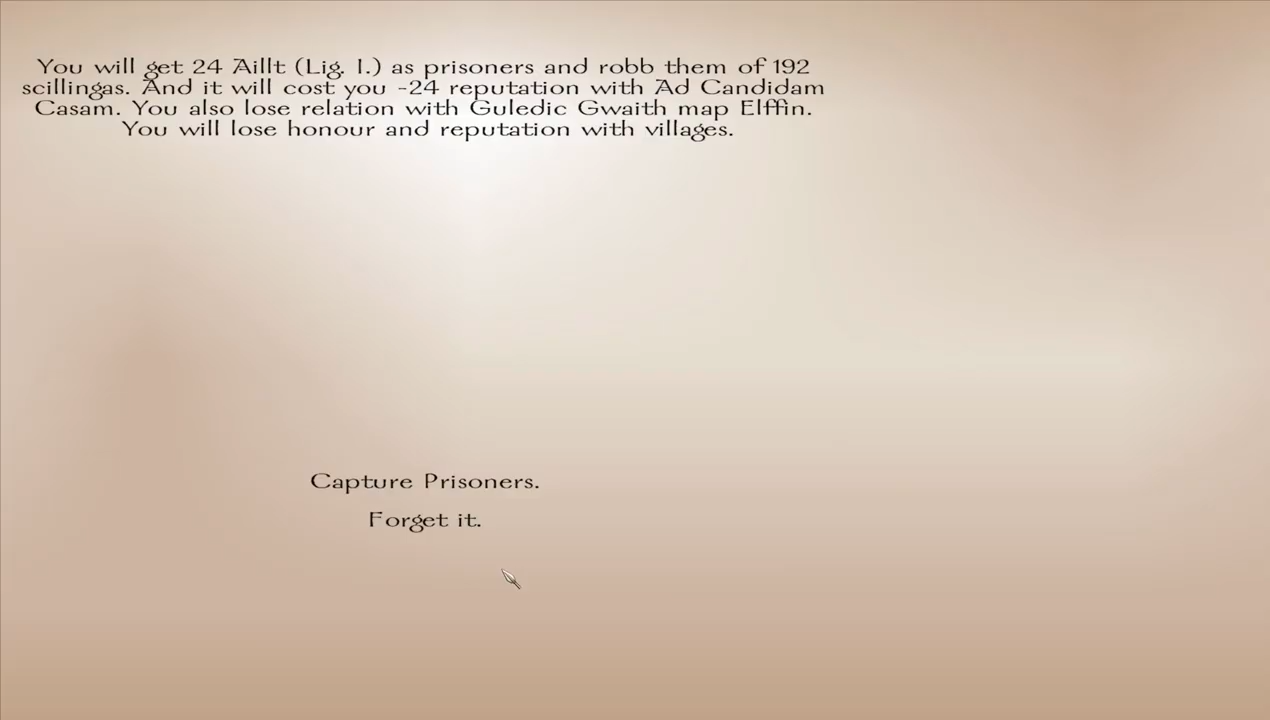 You will get 24 Aillt (Lig. I.) as prisoners and robb them of 192
scillingas. And it will cost you -24 reputation with Ad Candidam
Casam. You also lose relation with Guledic Gwaith map Elffin.
You will lose honour and reputation with villages.
Capture Prisoners.
Forget it.